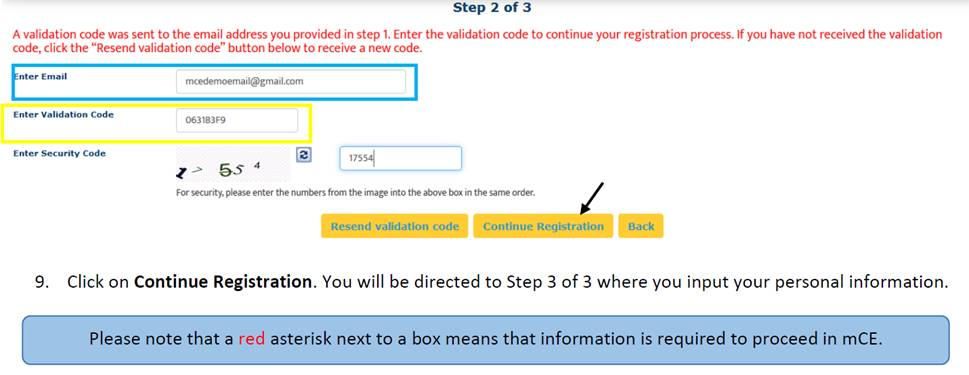 Step 2 of 3
A validation code was sent to the email address you provided in step 1. Enter the validation code to continue your registration process. If you have not received the validation
code, click the “Resend validation code” button below to receive a new code.
Enter Email mcedemoemail@gmail.com
Enter Validation Code 063183F9
Enter Security Code 1 7 5 5 4 17554
For security, please enter the numbers from the image into the above box in the same order.
Resend validation code Continue Registration Back
9. Click on Continue Registration. You will be directed to Step 3 of 3 where you input your personal information.
Please note that a red asterisk next to a box means that information is required to proceed in mCE.